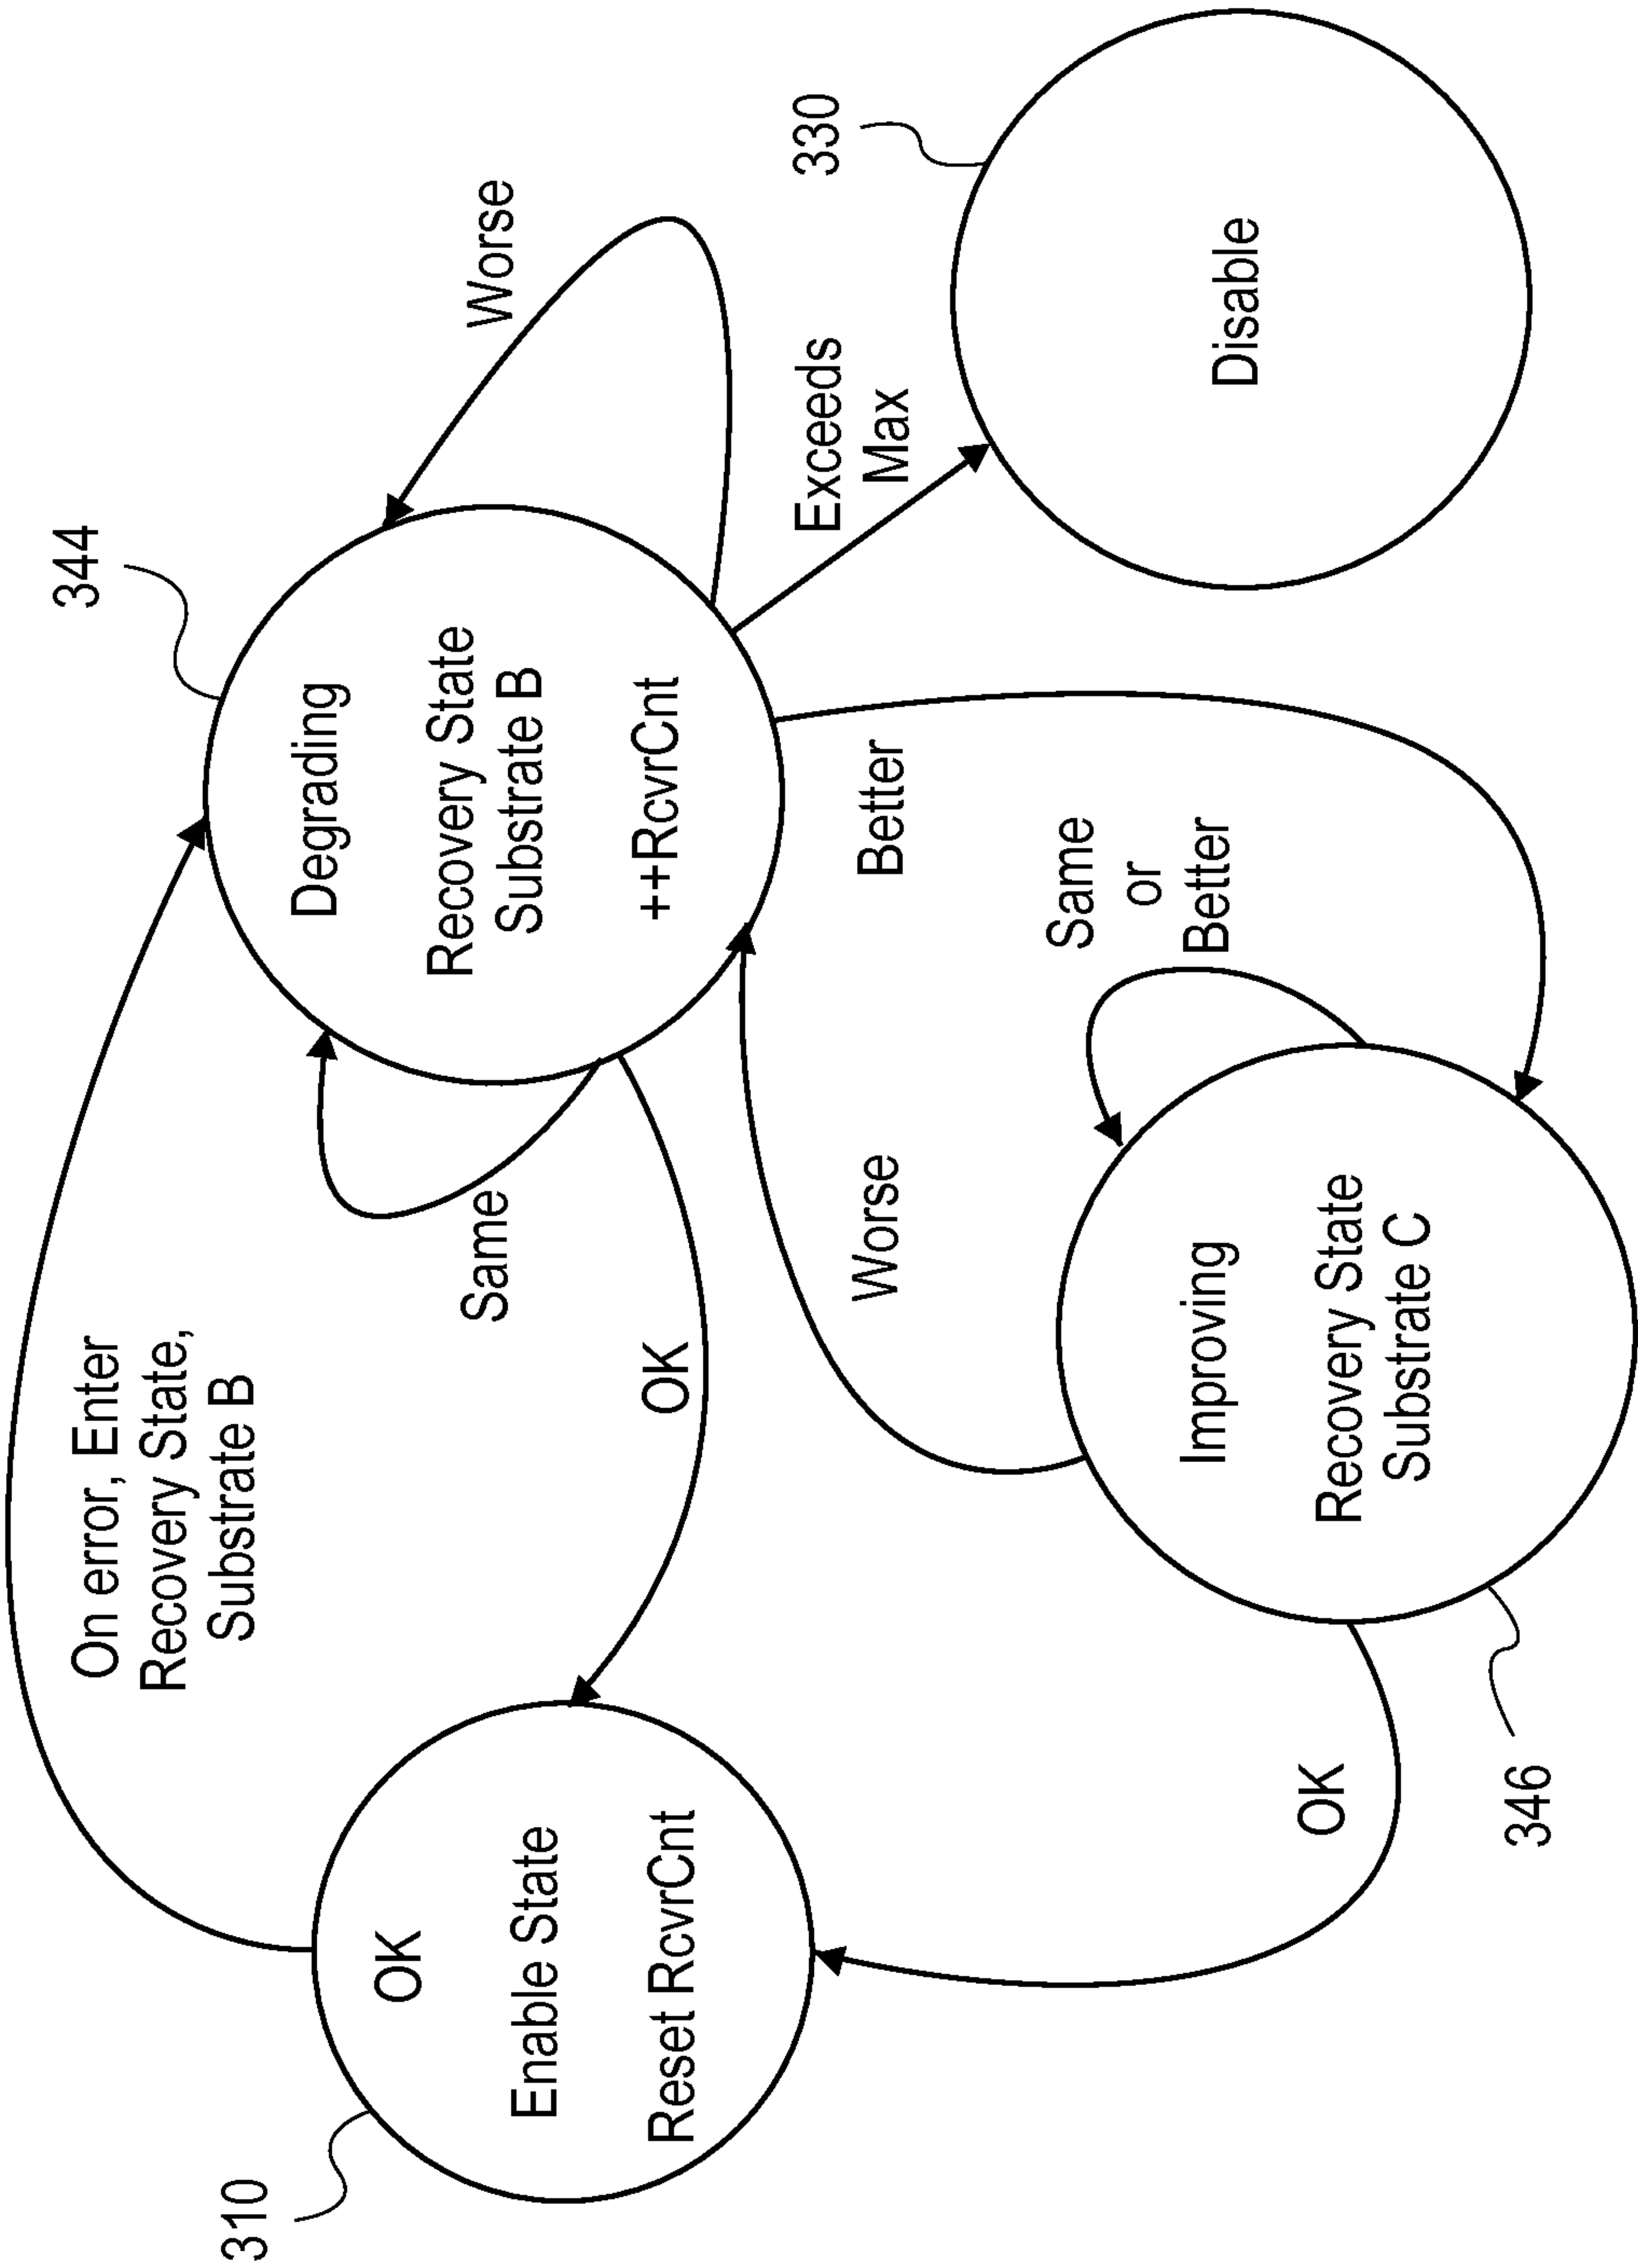 On error, Enter
Recovery State,
Substrate B
344
Degrading
Recovery State
Substrate B
++RcvrCnt
Worse
Same
310
OK
Enable State
Reset RcvrCnt
OK
Exceeds
Max
330
Disable
Better
Worse
Same
or
Better
Improving
Recovery State
Substrate C
OK
346